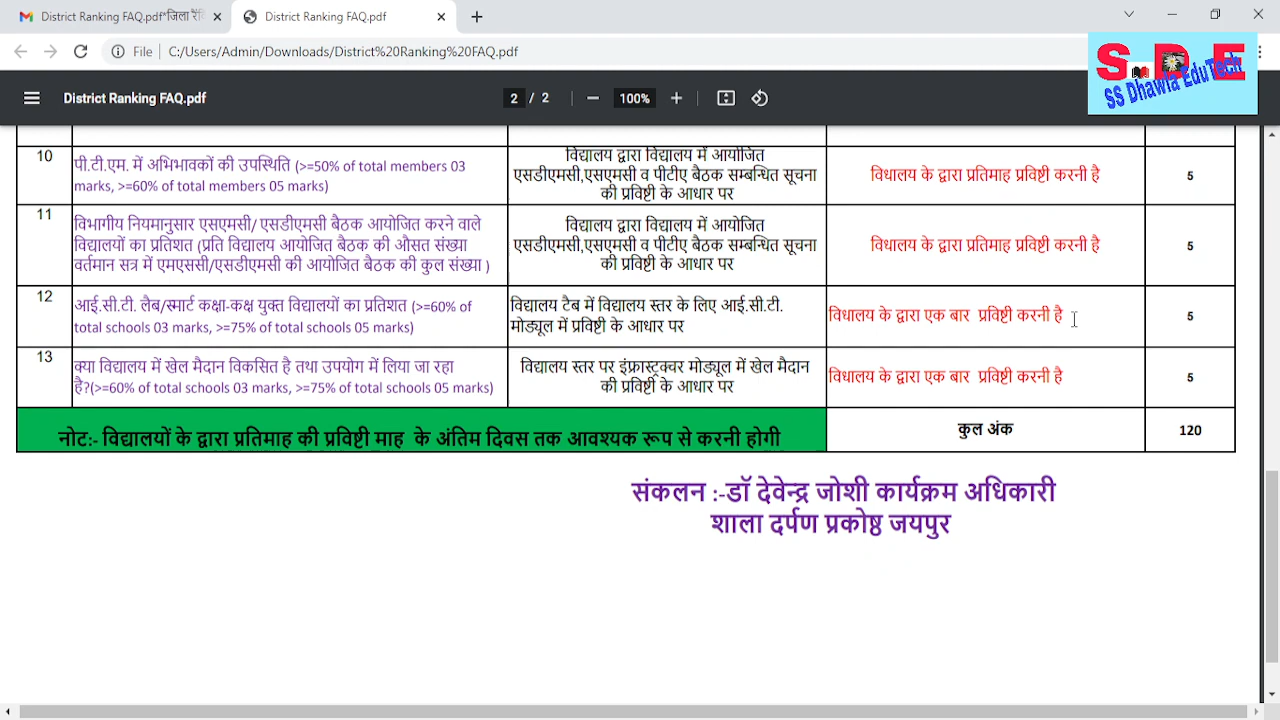 District Ranking FAQ.pdf"जिला रैंि
District Ranking FAQ.pdf
File
C:/Users/Admin/Downloads/District%20Ranking%20FAQ.pdf
S D E
SS Dhawla EduTech
District Ranking FAQ.pdf
2 / 2
100%
10
पी.टी.एम. में अभिभावकों की उपस्थिति (>=50% of total members 03
marks, >=60% of total members 05 marks)
विद्यालय द्वारा विद्यालय में आयोजित
एसडीएमसी,एसएमसी व पीटीए बैठक सम्बन्धित सूचना
की प्रविष्टी के आधार पर
विधालय के द्वारा प्रतिमाह प्रविष्टी करनी है
5
11
विभागीय नियमानुसार एसएमसी/ एसडीएमसी बैठक आयोजित करने वाले
विद्यालयों का प्रतिशत (प्रति विद्यालय आयोजित बैठक की औसत संख्या
वर्तमान सत्र में एमएससी/एसडीएमसी की आयोजित बैठक की कुल संख्या )
विद्यालय द्वारा विद्यालय में आयोजित
एसडीएमसी,एसएमसी व पीटीए बैठक सम्बन्धित सूचना
की प्रविष्टी के आधार पर
विधालय के द्वारा प्रतिमाह प्रविष्टी करनी है
5
12
आई.सी.टी. लैब/स्मार्ट कक्षा-कक्ष युक्त विद्यालयों का प्रतिशत (>=60% of
total schools 03 marks, >=75% of total schools 05 marks)
विद्यालय टैब में विद्यालय स्तर के लिए आई.सी.टी.
मोड्यूल में प्रविष्टी के आधार पर
विधालय के द्वारा एक बार प्रविष्टी करनी है
5
13
क्या विद्यालय में खेल मैदान विकसित है तथा उपयोग में लिया जा रहा
है?(>=60% of total schools 03 marks, >=75% of total schools 05 marks)
विद्यालय स्तर पर इंफ्रास्ट्रक्चर मोड्यूल में खेल मैदान
की प्रविष्टी के आधार पर
विधालय के द्वारा एक बार प्रविष्टी करनी है
5
नोट:- विद्यालयों के द्वारा प्रतिमाह की प्रविष्टी माह के अंतिम दिवस तक आवश्यक रूप से करनी होगी
कुल अंक
120
संकलन :-डॉ देवेन्द्र जोशी कार्यक्रम अधिकारी
शाला दर्पण प्रकोष्ठ जयपुर